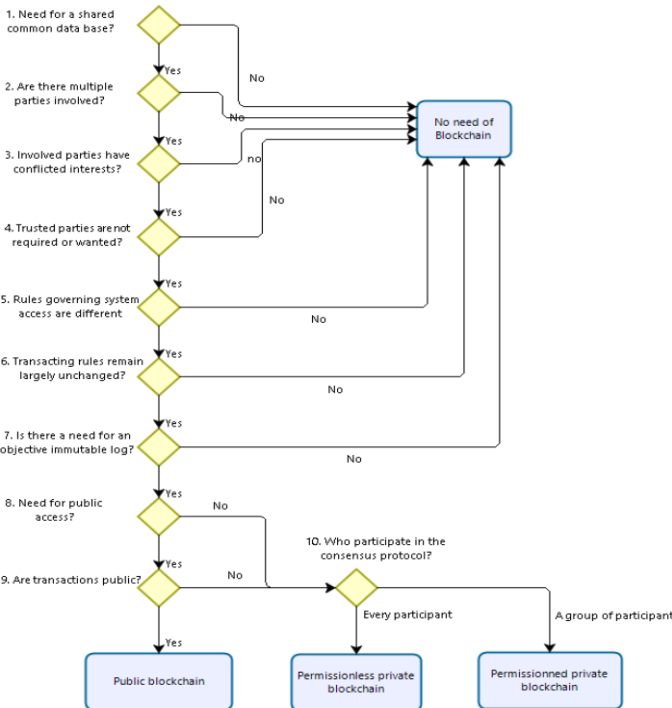 1. Need for a shared
common data base?
Yes
No
2. Are there multiple
parties involved?
No
Yes
No need of
Blockchain
3. Involved parties have
conflicted interests?
no
Yes
No
4. Trusted parties arenot
required or wanted?
Yes
5. Rules governing system
access are different
No
Yes
6. Transacting rules remain
largely unchanged?
No
Yes
7. Is there a need for an
objective immutable log?
No
Yes
8. Need for public
access?
No
Yes
10. Who participate in the
consensus protocol?
9. Are transactions public?
No
Every participant
A group of participant
Yes
Public blockchain
Permissionless private
blockchain
Permissionned private
blockchain